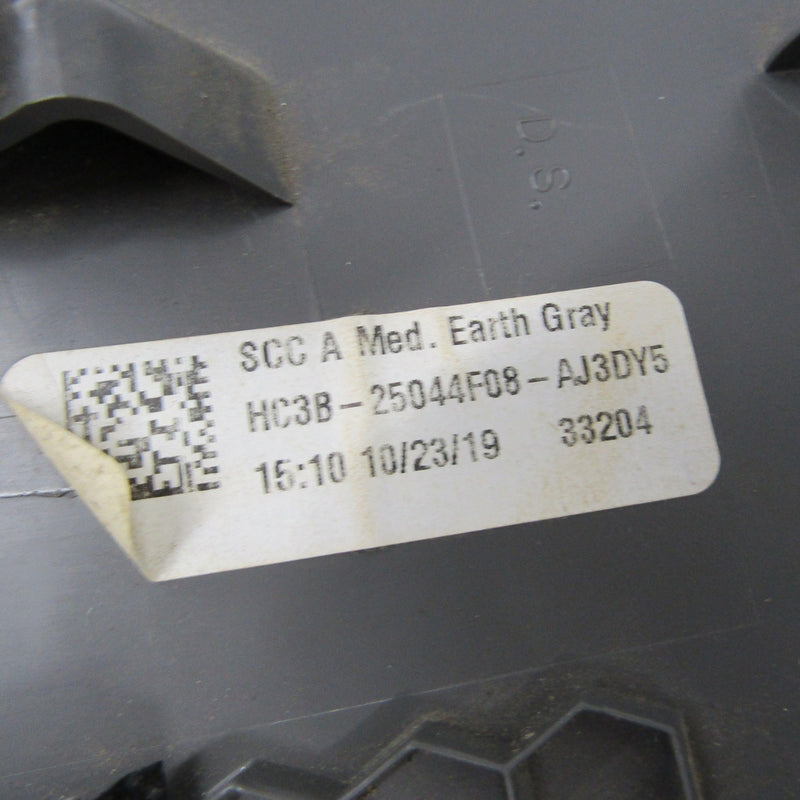 D.S.
SCC A Med. Earth Gray
HC3B-25044F08-AJ3DY5
15:10 10/23/19 33204